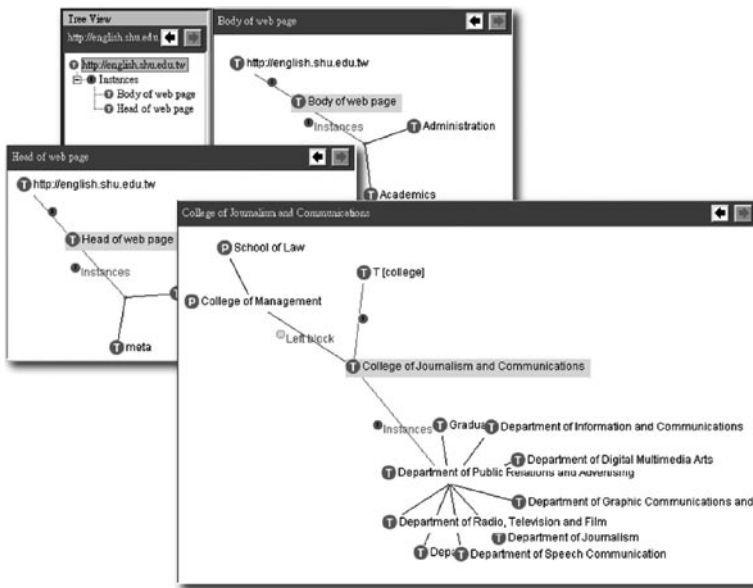 Tree View
http://english.shu.edu
http://english.shu.edu.tw
Instances
Body of web page
Head of web page
Body of web page
http://english.shu.edu.tw
Body of web page
Instances
Administration
Academics
Head of web page
http://english.shu.edu.tw
Head of web page
Instances
meta
College of Journalism and Communications
School of Law
T [college]
College of Management
Left block
College of Journalism and Communications
Instances
Department of Information and Communications
Department of Digital Multimedia Arts
Department of Public Relations and Advertising
Department of Graphic Communications and
Department of Radio, Television and Film
Department of Journalism
Department of Speech Communication